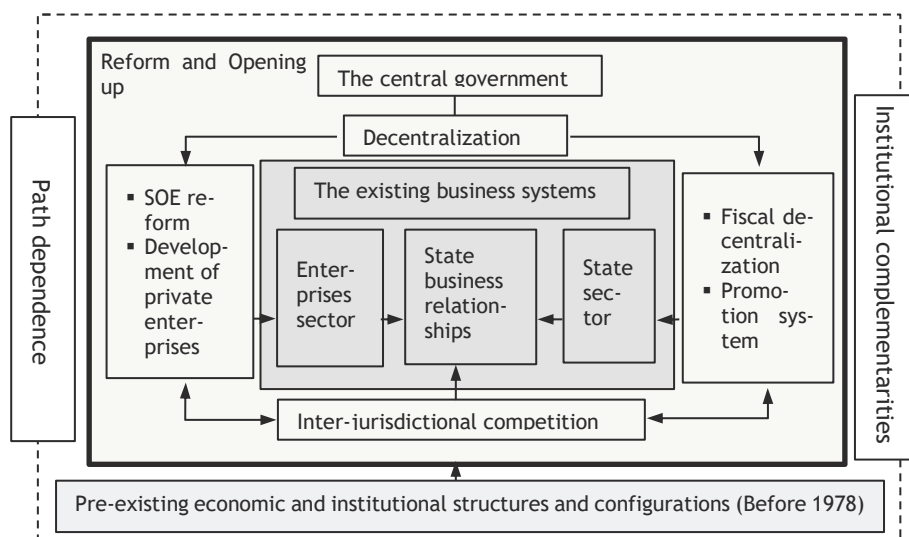 Reform and Opening
up
The central government
Decentralization
Path dependence
Institutional complementarities
▪ SOE re-
form
▪ Develop-
ment of
private
enter-
prises
The existing business systems
Enter-
prises
sector
State
business
relation-
ships
State
sec-
tor
▪ Fiscal de-
centrali-
zation
▪ Promo-
tion sys-
tem
Inter-jurisdictional competition
Pre-existing economic and institutional structures and configurations (Before 1978)